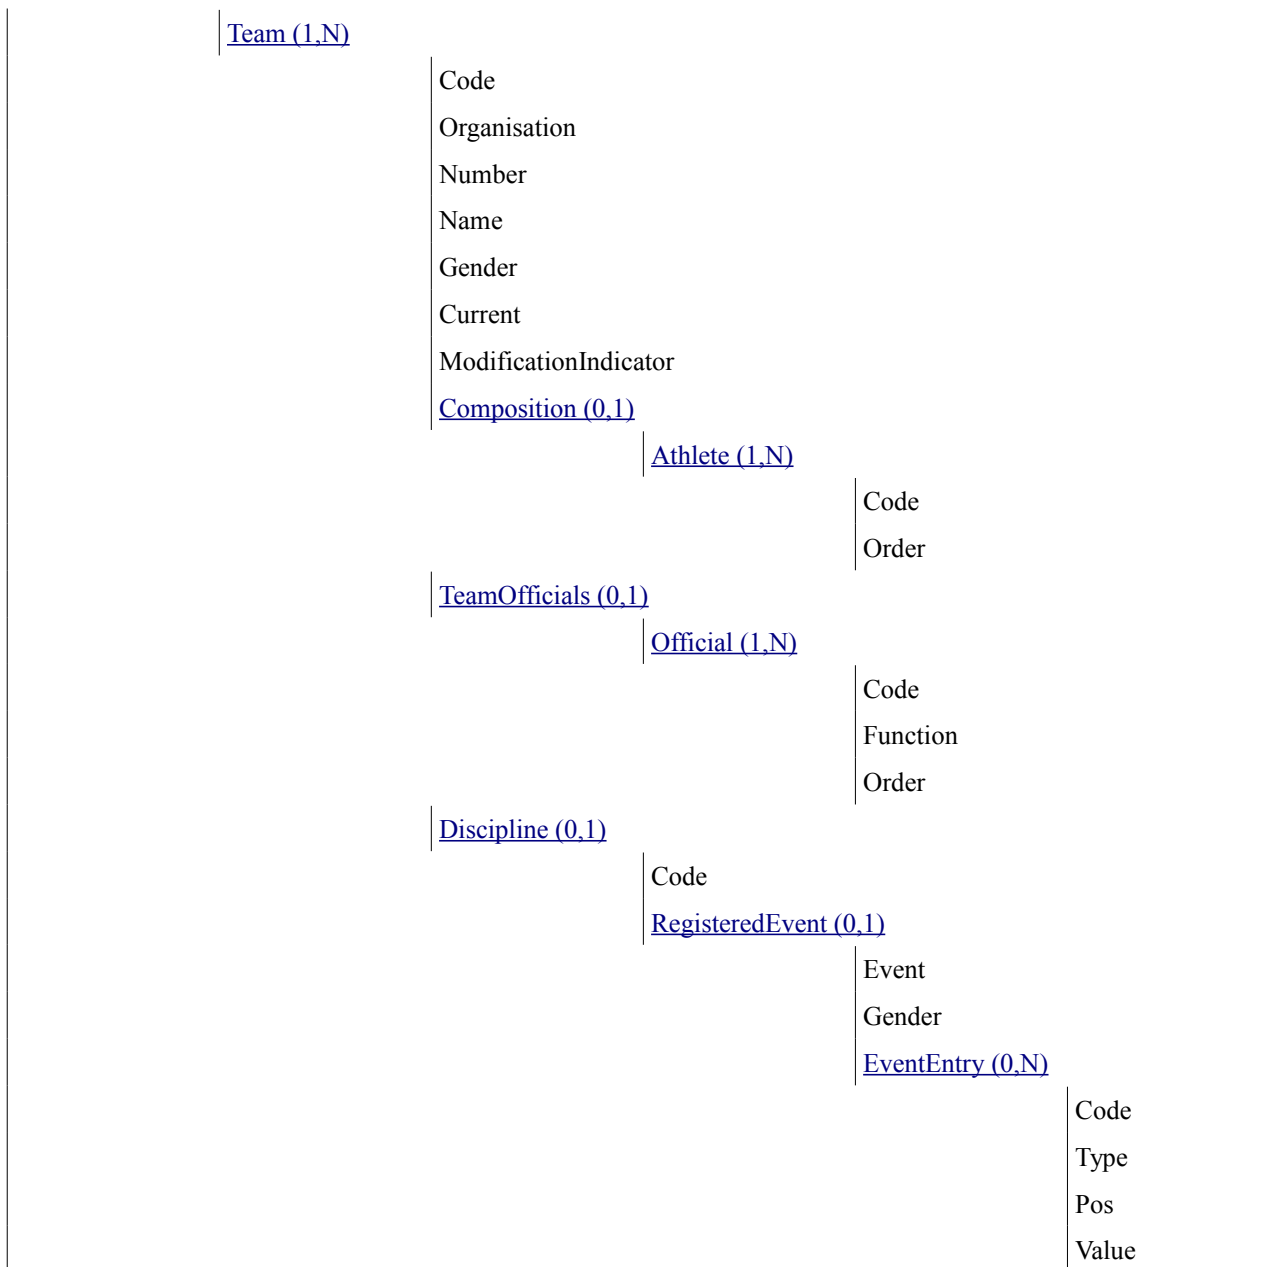 Team (1,N)
Code
Organisation
Number
Name
Gender
Current
ModificationIndicator
Composition (0,1)
Athlete (1,N)
Code
Order
TeamOfficials (0,1)
Official (1,N)
Code
Function
Order
Discipline (0,1)
Code
RegisteredEvent (0,1)
Event
Gender
EventEntry (0,N)
Code
Type
Pos
Value